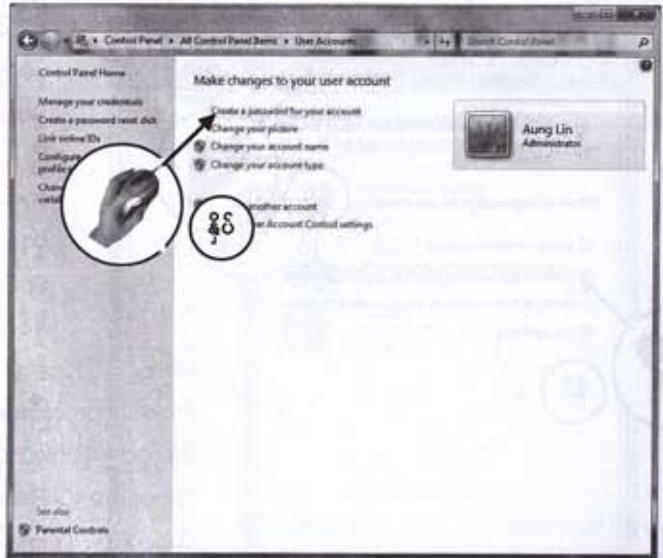 Control Panel ▸ All Control Panel Items ▸ User Accounts
Search Control Panel
Control Panel Home
Manage your credentials
Create a password reset disk
Link online IDs
Configure
Make changes to your user account
Create a password for your account
Change your picture
Change your account name
Change your account type
another account
Account Control settings
Aung Lin
Administrator
See also
Parental Controls